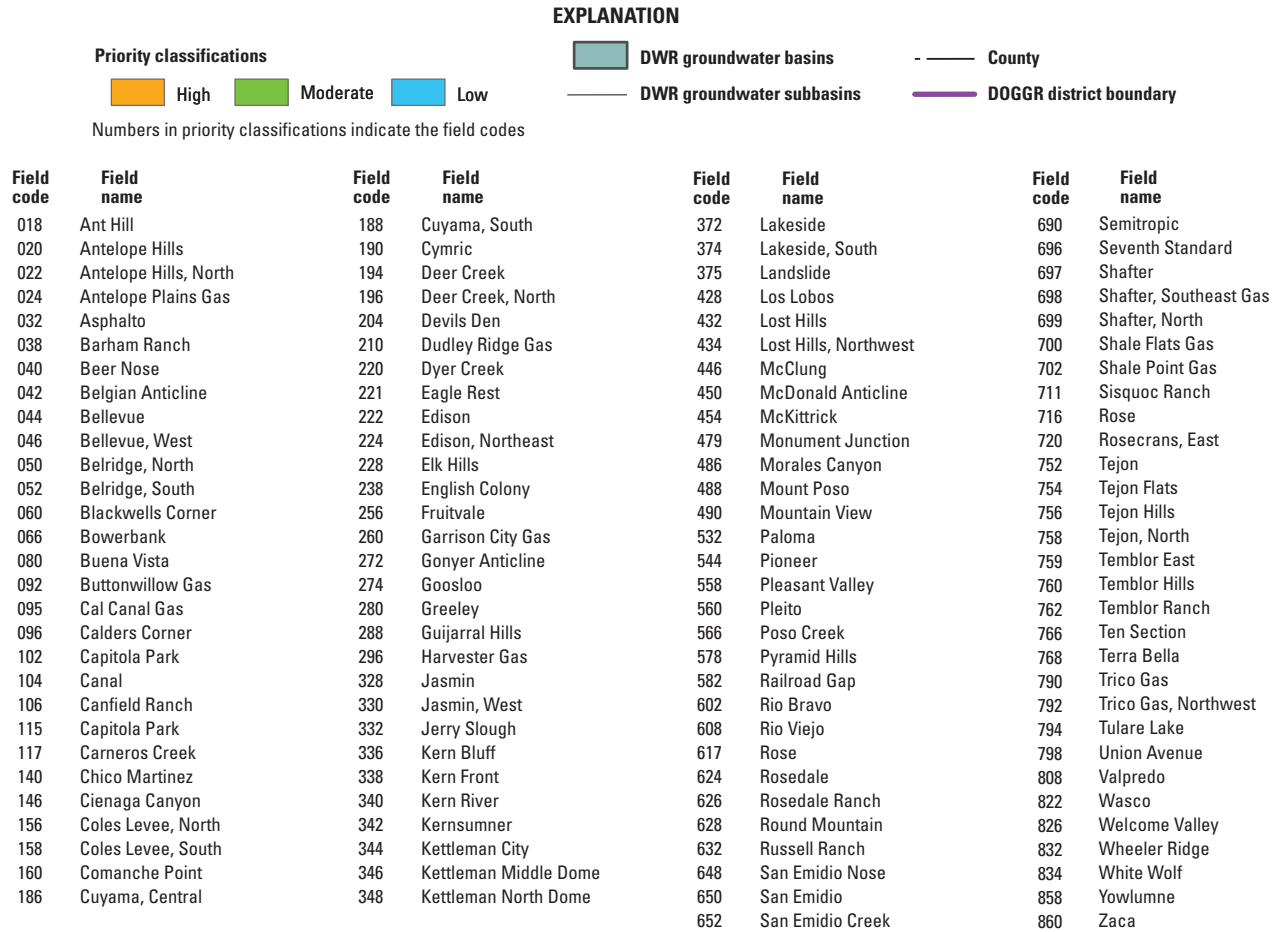 EXPLANATION
Priority classifications
High Moderate Low
Numbers in priority classifications indicate the field codes
DWR groundwater basins
DWR groundwater subbasins
County
DOGGR district boundary
Field code Field name
018 Ant Hill
020 Antelope Hills
022 Antelope Hills, North
024 Antelope Plains Gas
032 Asphalto
038 Barham Ranch
040 Beer Nose
042 Belgian Anticline
044 Bellevue
046 Bellevue, West
050 Belridge, North
052 Belridge, South
060 Blackwells Corner
066 Bowerbank
080 Buena Vista
092 Buttonwillow Gas
095 Cal Canal Gas
096 Calders Corner
102 Capitola Park
104 Canal
106 Canfield Ranch
115 Capitola Park
117 Carneros Creek
140 Chico Martinez
146 Cienaga Canyon
156 Coles Levee, North
158 Coles Levee, South
160 Comanche Point
186 Cuyama, Central
Field code Field name
188 Cuyama, South
190 Cymric
194 Deer Creek
196 Deer Creek, North
204 Devils Den
210 Dudley Ridge Gas
220 Dyer Creek
221 Eagle Rest
222 Edison
224 Edison, Northeast
228 Elk Hills
238 English Colony
256 Fruitvale
260 Garrison City Gas
272 Gonyer Anticline
274 Goosloo
280 Greeley
288 Guijarral Hills
296 Harvester Gas
328 Jasmin
330 Jasmin, West
332 Jerry Slough
336 Kern Bluff
338 Kern Front
340 Kern River
342 Kernsumner
344 Kettleman City
346 Kettleman Middle Dome
348 Kettleman North Dome
Field code Field name
372 Lakeside
374 Lakeside, South
375 Landslide
428 Los Lobos
432 Lost Hills
434 Lost Hills, Northwest
446 McClung
450 McDonald Anticline
454 McKittrick
479 Monument Junction
486 Morales Canyon
488 Mount Poso
490 Mountain View
532 Paloma
544 Pioneer
558 Pleasant Valley
560 Pleito
566 Poso Creek
578 Pyramid Hills
582 Railroad Gap
602 Rio Bravo
608 Rio Viejo
617 Rose
624 Rosedale
626 Rosedale Ranch
628 Round Mountain
632 Russell Ranch
648 San Emidio Nose
650 San Emidio
652 San Emidio Creek
Field code Field name
690 Semitropic
696 Seventh Standard
697 Shafter
698 Shafter, Southeast Gas
699 Shafter, North
700 Shale Flats Gas
702 Shale Point Gas
711 Sisquoc Ranch
716 Rose
720 Rosecrans, East
752 Tejon
754 Tejon Flats
756 Tejon Hills
758 Tejon, North
759 Temblor East
760 Temblor Hills
762 Temblor Ranch
766 Ten Section
768 Terra Bella
790 Trico Gas
792 Trico Gas, Northwest
794 Tulare Lake
798 Union Avenue
808 Valpredo
822 Wasco
826 Welcome Valley
832 Wheeler Ridge
834 White Wolf
858 Yowlumne
860 Zaca